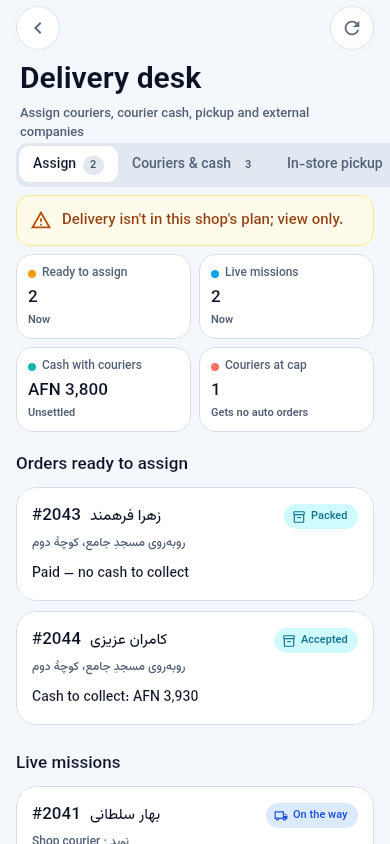 Delivery desk
Assign couriers, courier cash, pickup and external
companies
Assign 2 Couriers & cash 3 In-store pickup
Delivery isn't in this shop's plan; view only.
Ready to assign
2
Now
Live missions
2
Now
Cash with couriers
AFN 3,800
Unsettled
Couriers at cap
1
Gets no auto orders
Orders ready to assign
#2043 زهرا فرهمند
Packed
روبه‌روی مسجدِ جامع، کوچهٔ دوم
Paid – no cash to collect
#2044 کامران عزیزی
Accepted
روبه‌روی مسجدِ جامع، کوچهٔ دوم
Cash to collect: AFN 3,930
Live missions
#2041 بهار سلطانی
On the way
Shop courier · نوید